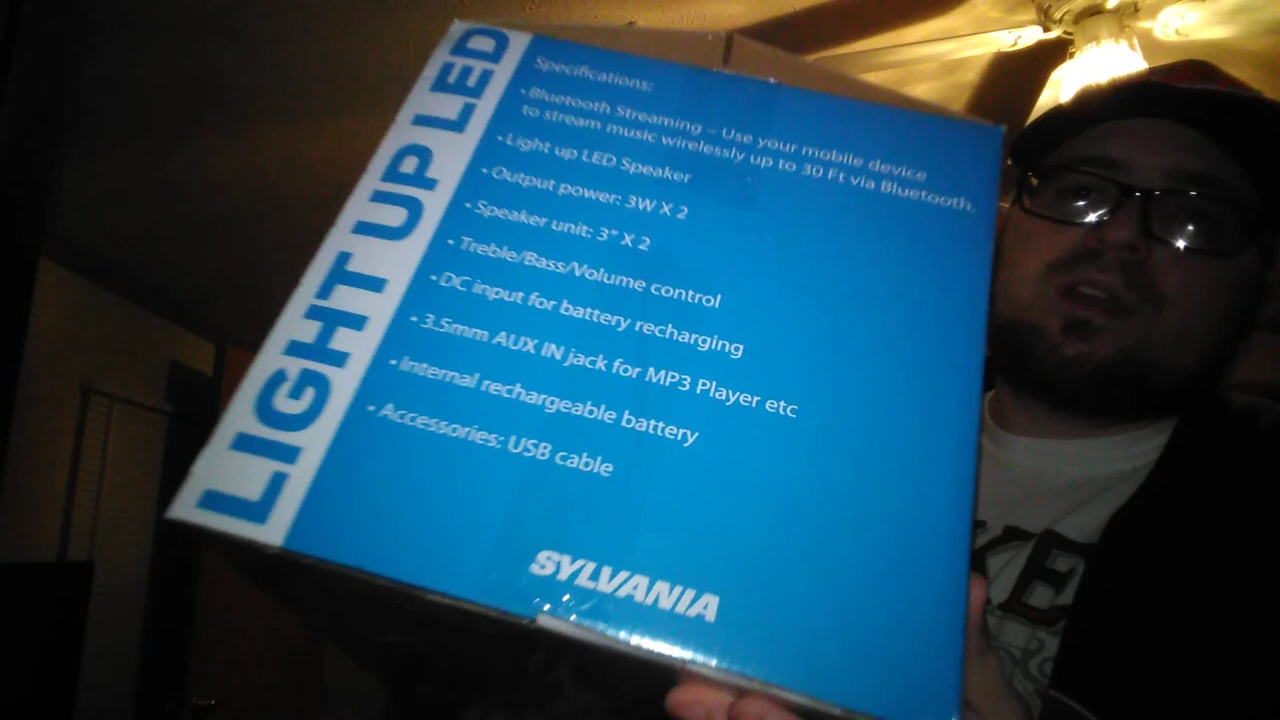 LIGHT UP LED
Specifications:
• Bluetooth Streaming – Use your mobile device
to stream music wirelessly up to 30 Ft via Bluetooth.
• Light up LED Speaker
• Output power: 3W X 2
• Speaker unit: 3" X 2
• Treble/Bass/Volume control
• DC input for battery recharging
• 3.5mm AUX IN jack for MP3 Player etc
• Internal rechargeable battery
• Accessories: USB cable
SYLVANIA